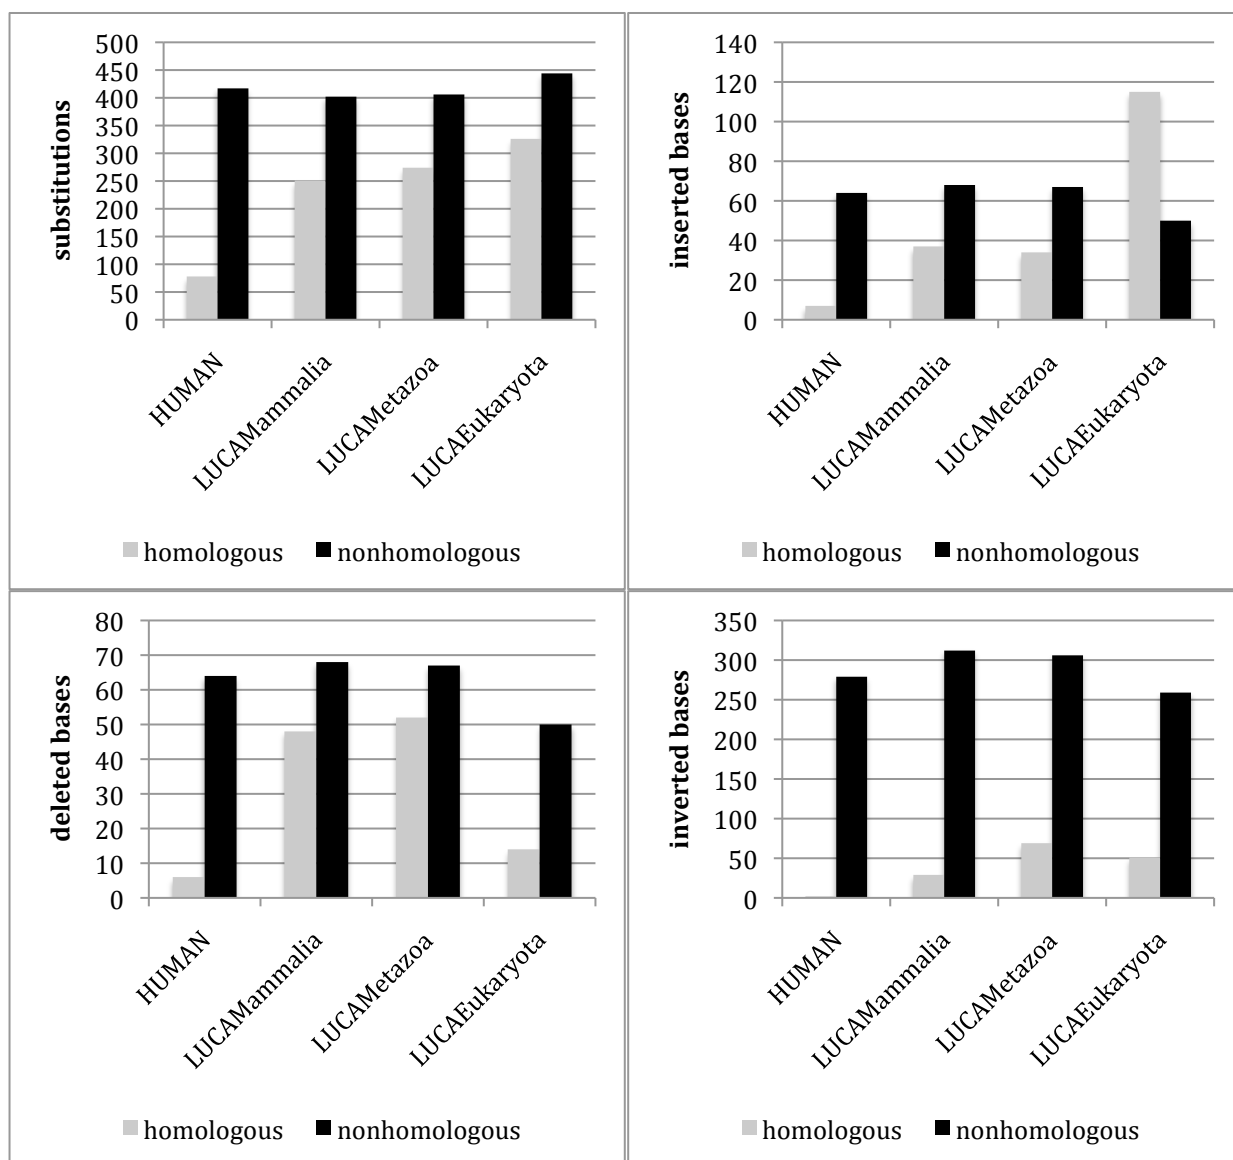 substitutions
500
450
400
350
300
250
200
150
100
50
0
HUMAN
LUCAMammalia
LUCAMetazoa
LUCAEukaryota
homologous nonhomologous
inserted bases
140
120
100
80
60
40
20
0
HUMAN
LUCAMammalia
LUCAMetazoa
LUCAEukaryota
homologous nonhomologous
deleted bases
80
70
60
50
40
30
20
10
0
HUMAN
LUCAMammalia
LUCAMetazoa
LUCAEukaryota
homologous nonhomologous
inverted bases
350
300
250
200
150
100
50
0
HUMAN
LUCAMammalia
LUCAMetazoa
LUCAEukaryota
homologous nonhomologous